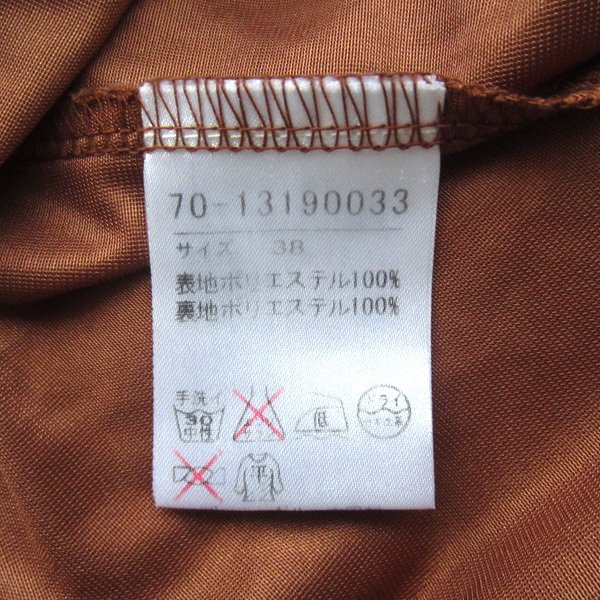 70-13190033
サイズ 38
表地ポリエステル100%
裏地ポリエステル100%
手洗イ
30
中性
低
ドライ
平